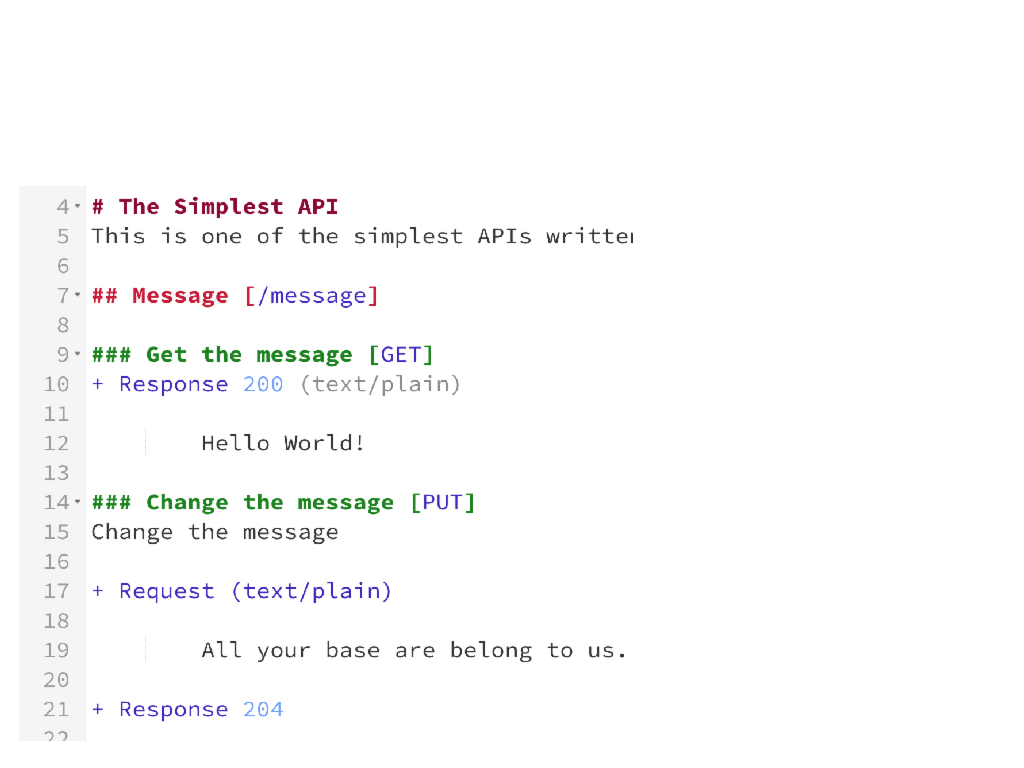 4 # The Simplest API
5 This is one of the simplest APIs written
6
7 ## Message [/message]
8
9 ### Get the message [GET]
10 + Response 200 (text/plain)
11
12 Hello World!
13
14 ### Change the message [PUT]
15 Change the message
16
17 + Request (text/plain)
18
19 All your base are belong to us.
20
21 + Response 204
22